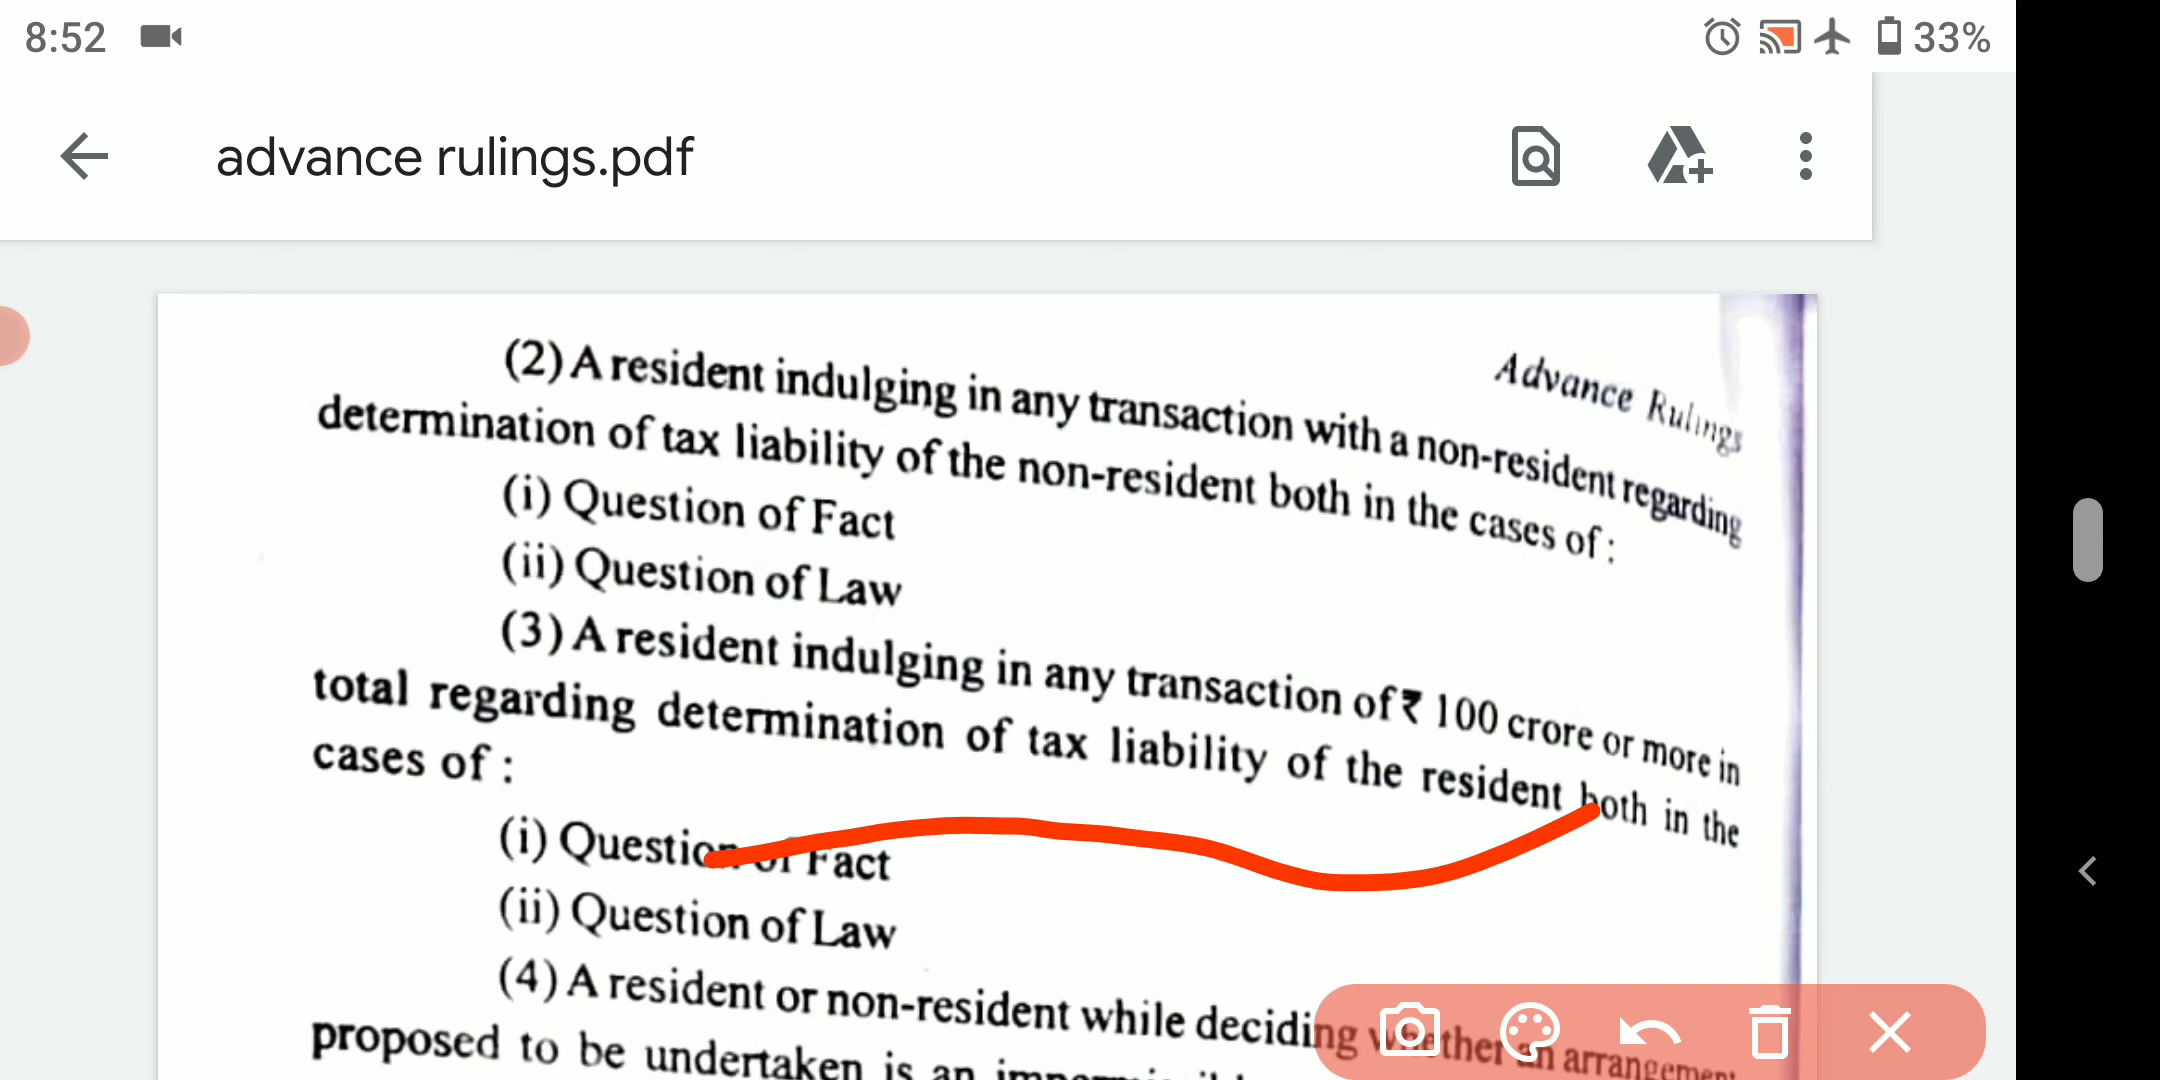 8:52
33%
advance rulings.pdf
Advance Rulings
(2) A resident indulging in any transaction with a non-resident regarding
determination of tax liability of the non-resident both in the cases of :
(i) Question of Fact
(ii) Question of Law
(3) A resident indulging in any transaction of ₹ 100 crore or more in
total regarding determination of tax liability of the resident both in the
cases of :
(i) Question of Fact
(ii) Question of Law
(4) A resident or non-resident while deciding whether an arrangement
proposed to be undertaken is an